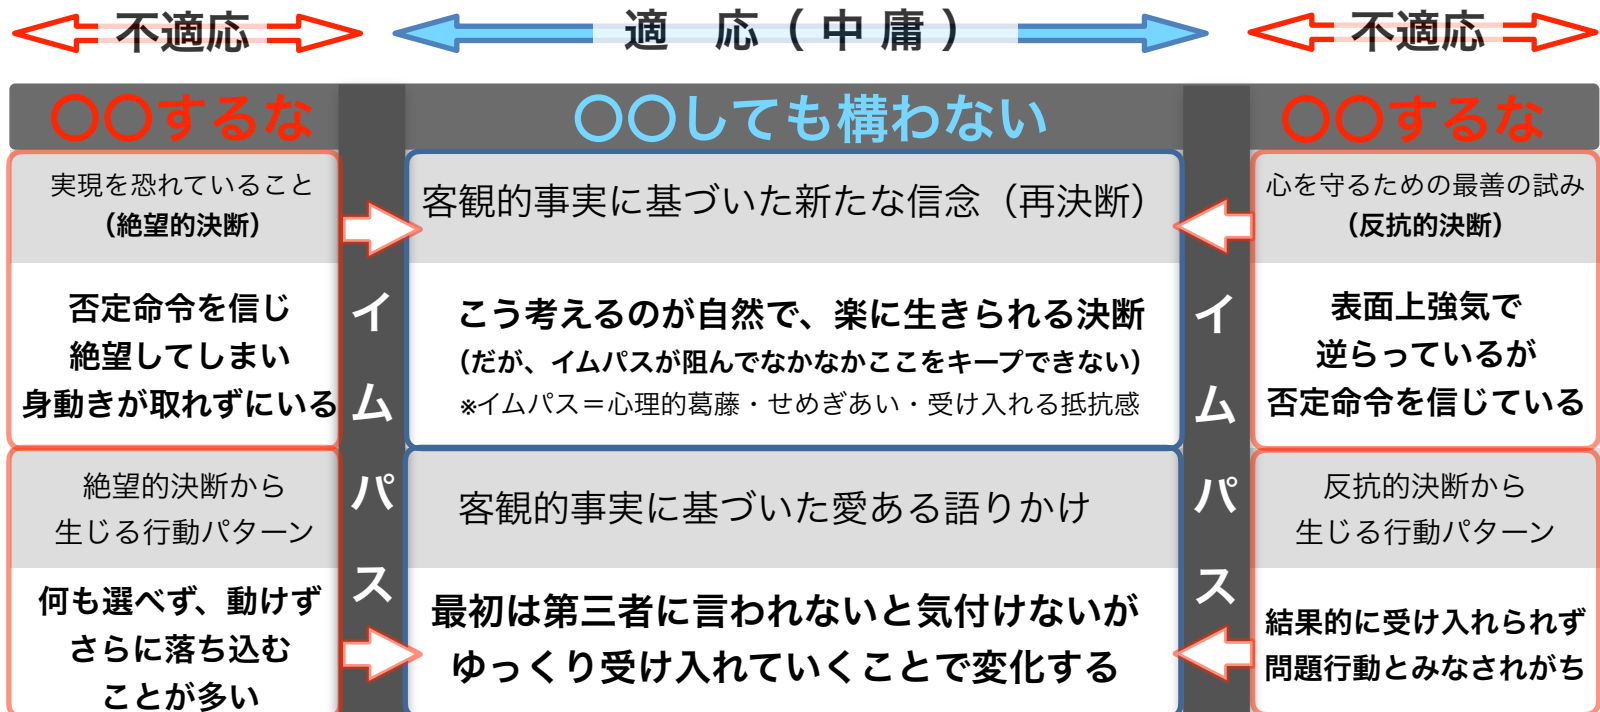 不適応
適　応（中庸）
不適応
〇〇するな
〇〇しても構わない
〇〇するな
実現を恐れていること
（絶望的決断）
否定命令を信じ
絶望してしまい
身動きが取れずにいる
絶望的決断から
生じる行動パターン
何も選べず、動けず
さらに落ち込む
ことが多い
イムパス
客観的事実に基づいた新たな信念（再決断）
こう考えるのが自然で、楽に生きられる決断
（だが、イムパスが阻んでなかなかここをキープできない）
※イムパス＝心理的葛藤・せめぎあい・受け入れる抵抗感
客観的事実に基づいた愛ある語りかけ
最初は第三者に言われないと気付けないが
ゆっくり受け入れていくことで変化する
イムパス
心を守るための最善の試み
（反抗的決断）
表面上強気で
逆らっているが
否定命令を信じている
反抗的決断から
生じる行動パターン
結果的に受け入れられず
問題行動とみなされがち